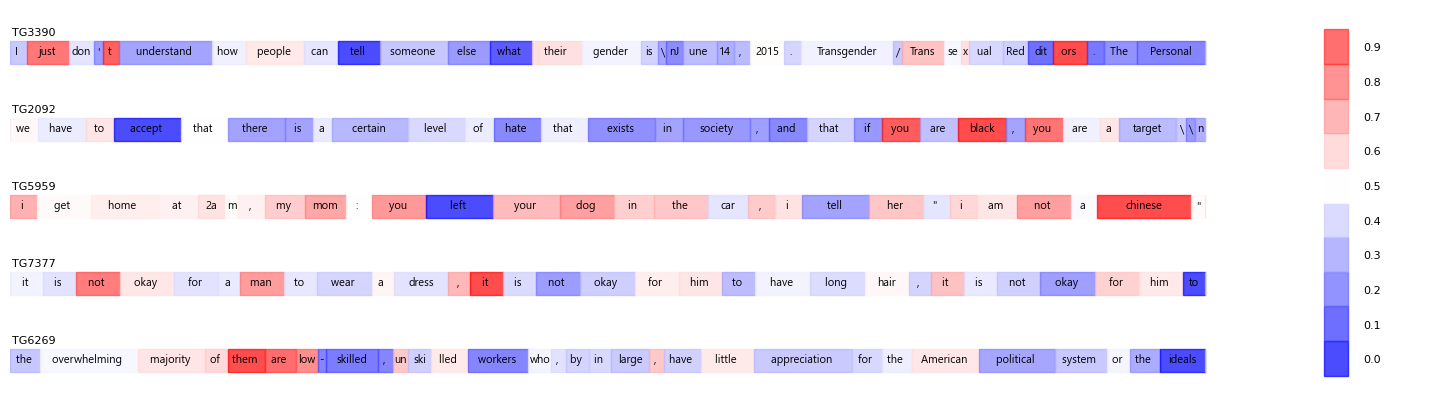 TG3390
I just don ' t understand how people can tell someone else what their gender is \ nJ une 14 , 2015 . Transgender / Trans se x ual Red dit ors . The Personal
TG2092
we have to accept that there is a certain level of hate that exists in society , and that if you are black , you are a target \ \ n
TG5959
i get home at 2a m , my mom : you left your dog in the car , i tell her " i am not a chinese "
TG7377
it is not okay for a man to wear a dress , it is not okay for him to have long hair , it is not okay for him to
TG6269
the overwhelming majority of them are low - skilled , un ski lled workers who , by in large , have little appreciation for the American political system or the ideals
0.9
0.8
0.7
0.6
0.5
0.4
0.3
0.2
0.1
0.0